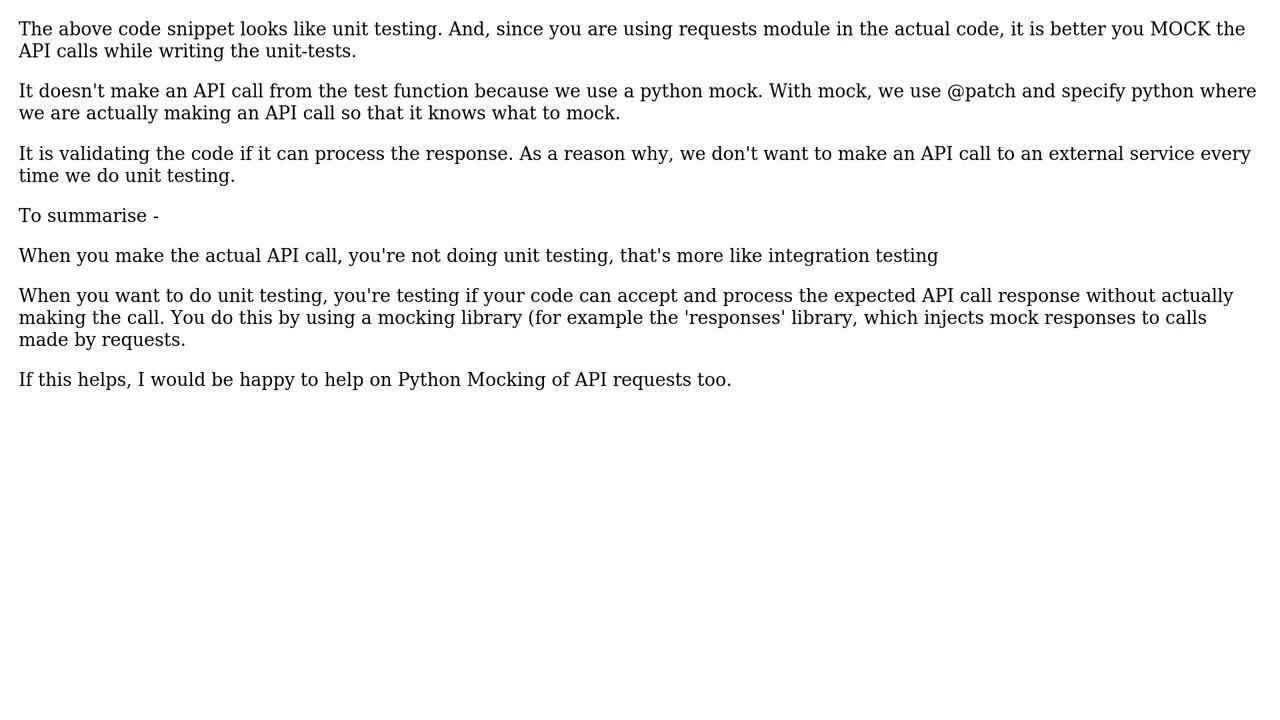 The above code snippet looks like unit testing. And, since you are using requests module in the actual code, it is better you MOCK the
API calls while writing the unit-tests.
It doesn't make an API call from the test function because we use a python mock. With mock, we use @patch and specify python where
we are actually making an API call so that it knows what to mock.
It is validating the code if it can process the response. As a reason why, we don't want to make an API call to an external service every
time we do unit testing.
To summarise -
When you make the actual API call, you're not doing unit testing, that's more like integration testing
When you want to do unit testing, you're testing if your code can accept and process the expected API call response without actually
making the call. You do this by using a mocking library (for example the 'responses' library, which injects mock responses to calls
made by requests.
If this helps, I would be happy to help on Python Mocking of API requests too.